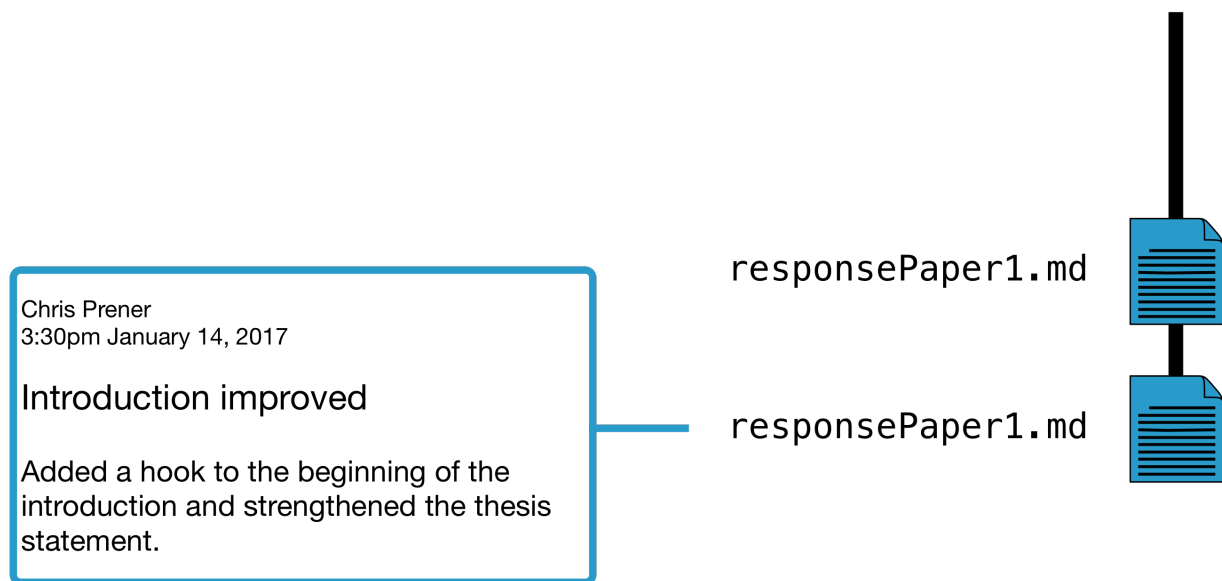 responsePaper1.md
Chris Prener
3:30pm January 14, 2017
Introduction improved
responsePaper1.md
Added a hook to the beginning of the
introduction and strengthened the thesis
statement.